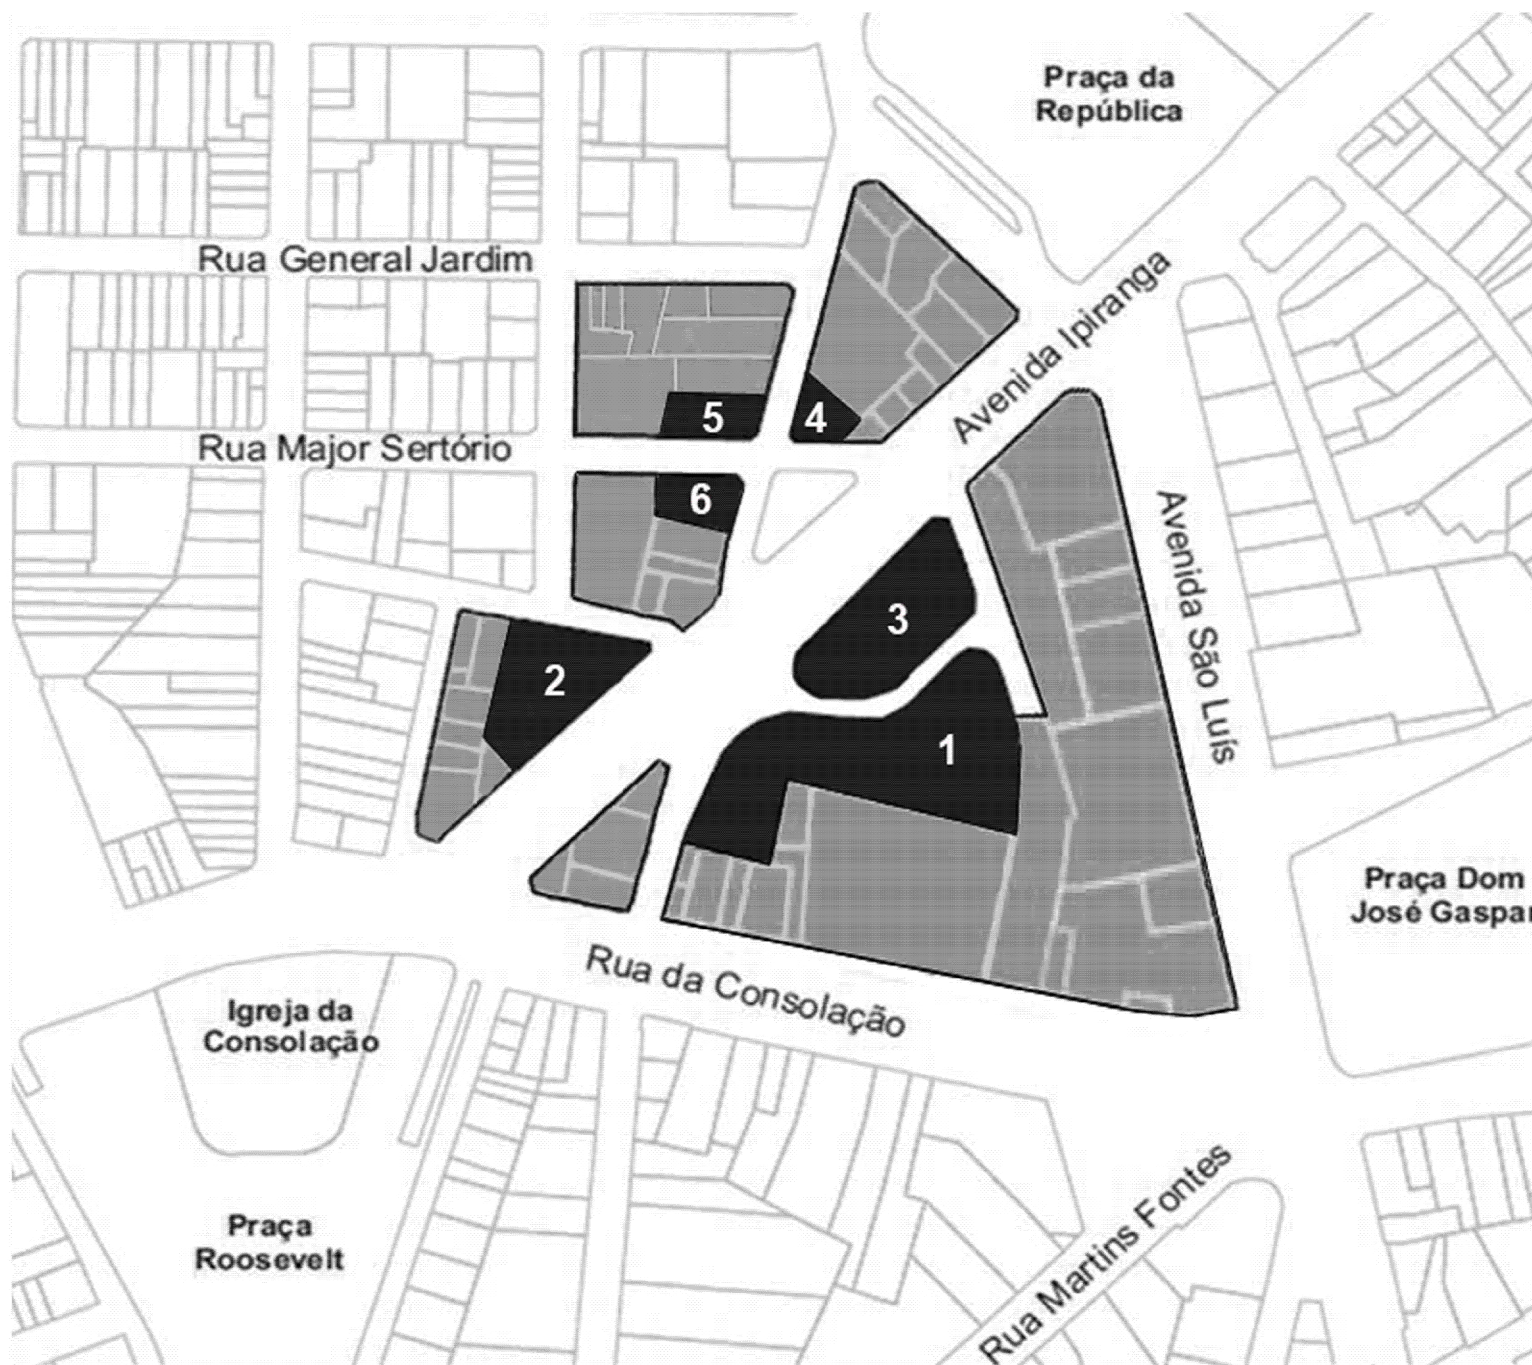 Praça da
República
Rua General Jardim
Avenida Ipiranga
5
4
Rua Major Sertório
6
Avenida São Luís
3
2
1
Praça Dom
José Gaspar
Rua da Consolação
Igreja da
Consolação
Rua Martins Fontes
Praça
Roosevelt